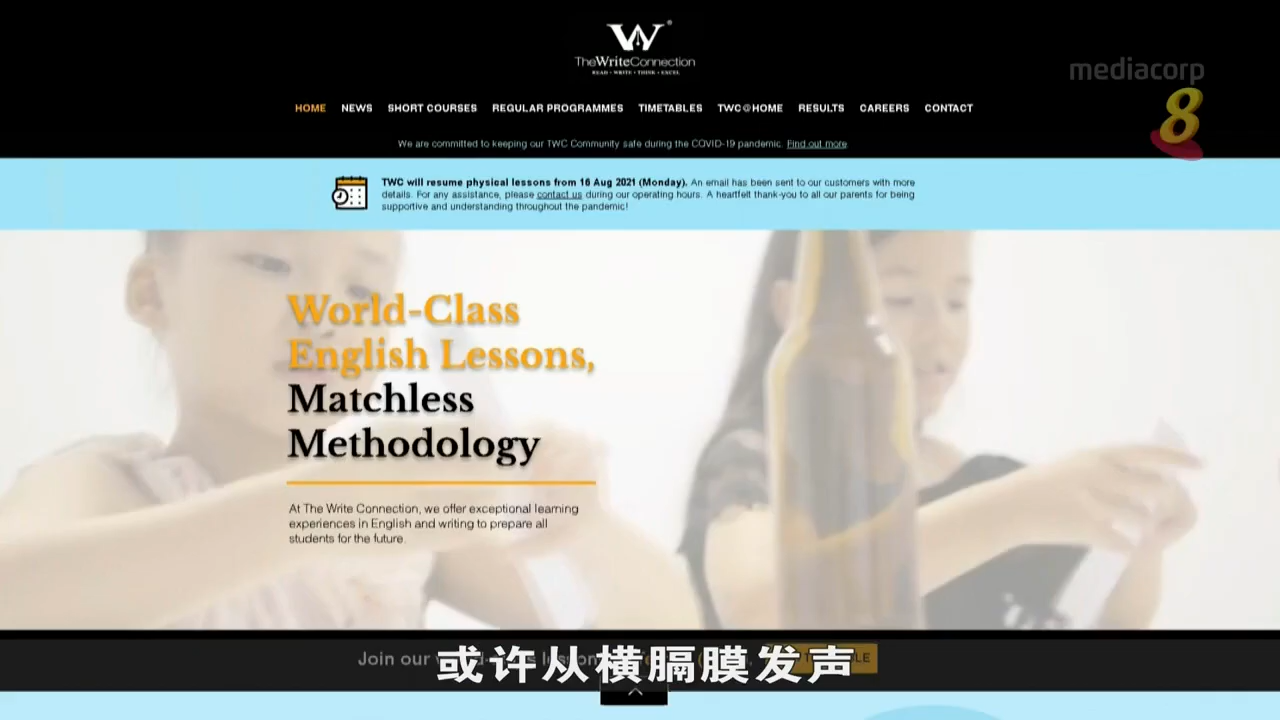 W
®
TheWriteConnection
READ • WRITE • THINK • EXCEL
mediacorp
8
HOME NEWS SHORT COURSES REGULAR PROGRAMMES TIMETABLES TWC@HOME RESULTS CAREERS CONTACT
We are committed to keeping our TWC Community safe during the COVID-19 pandemic. Find out more
TWC will resume physical lessons from 16 Aug 2021 (Monday). An email has been sent to our customers with more
details. For any assistance, please contact us during our operating hours. A heartfelt thank-you to all our parents for being
supportive and understanding throughout the pandemic!
World-Class
English Lessons,
Matchless
Methodology
At The Write Connection, we offer exceptional learning
experiences in English and writing to prepare all
students for the future.
Join our
或许从横膈膜发声